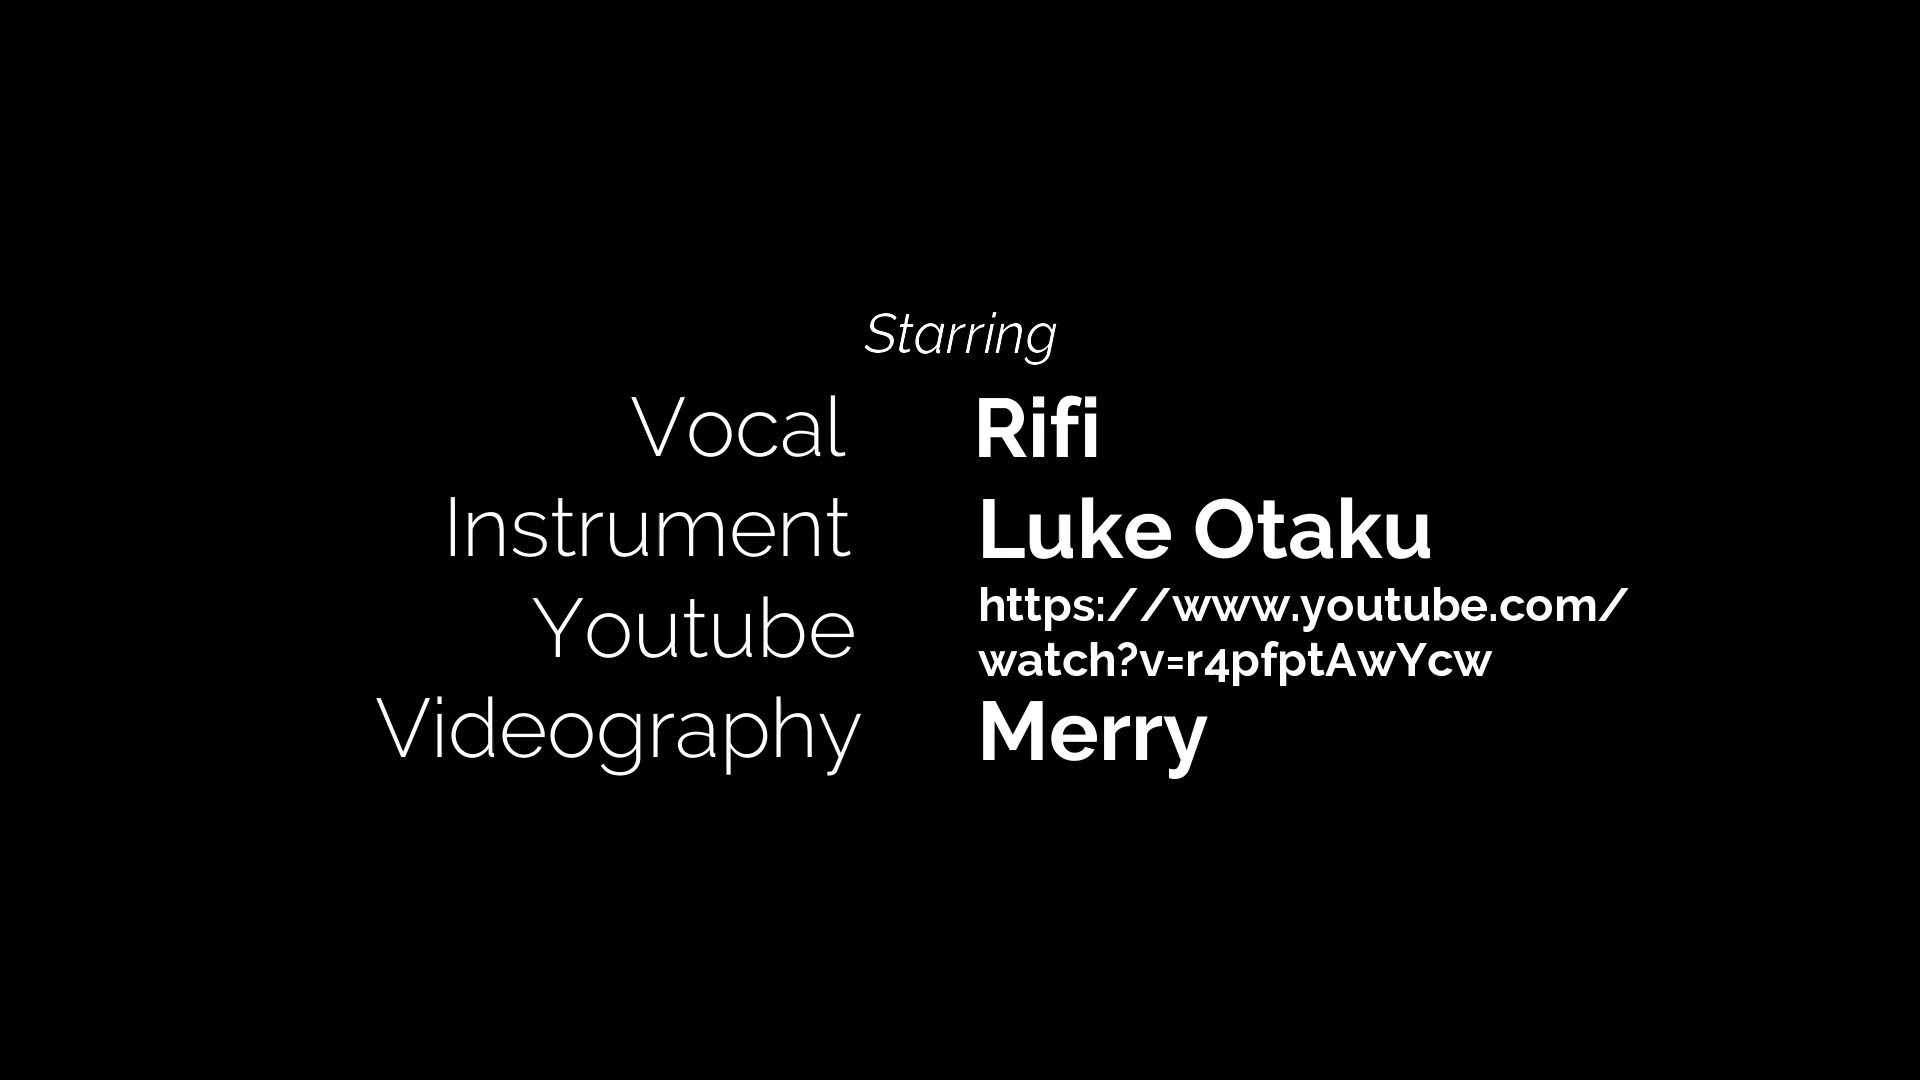 Starring
Vocal Rifi
Instrument Luke Otaku
Youtube https://www.youtube.com/
watch?v=r4pfptAwYcw
Videography Merry